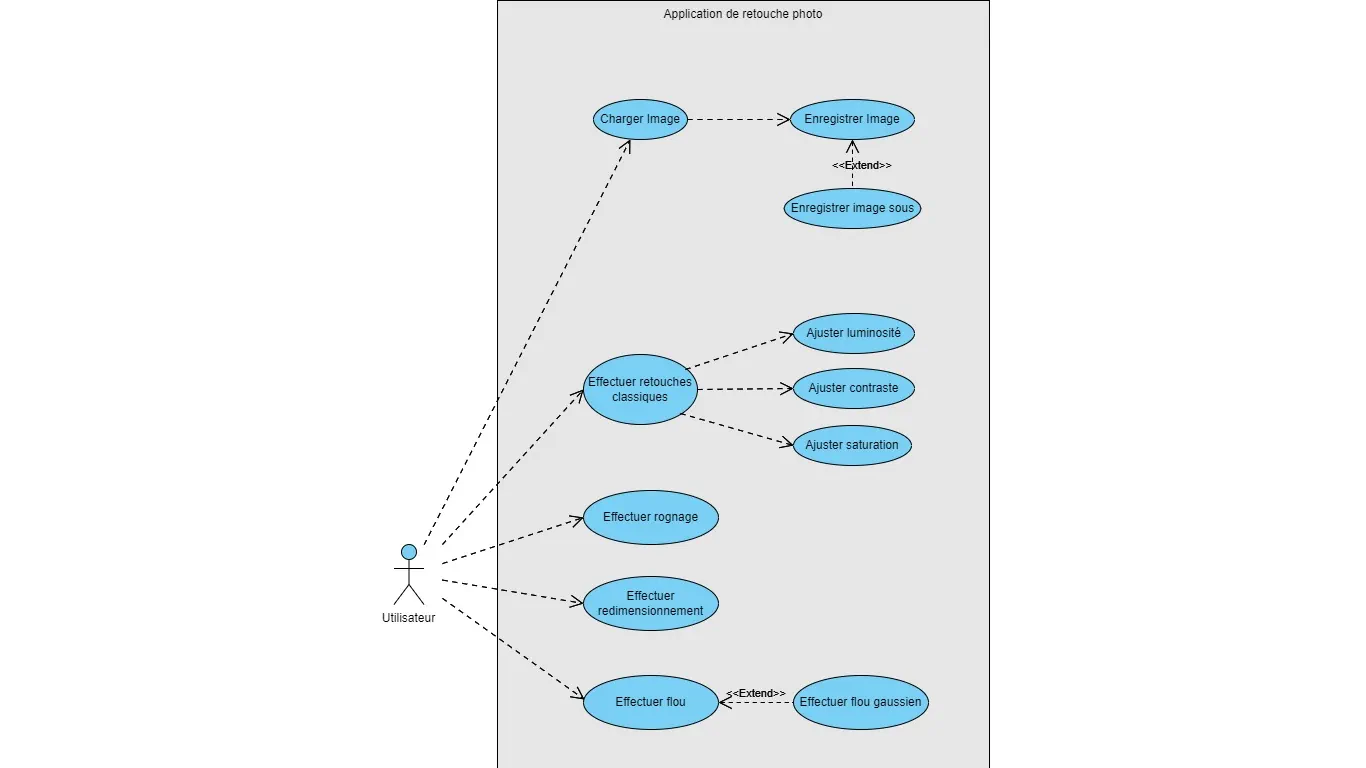 Application de retouche photo
Charger Image
Enregistrer Image
<<Extend>>
Enregistrer image sous
Ajuster luminosité
Effectuer retouches
classiques
Ajuster contraste
Ajuster saturation
Effectuer rognage
Effectuer
redimensionnement
Utilisateur
Effectuer flou
<<Extend>>
Effectuer flou gaussien